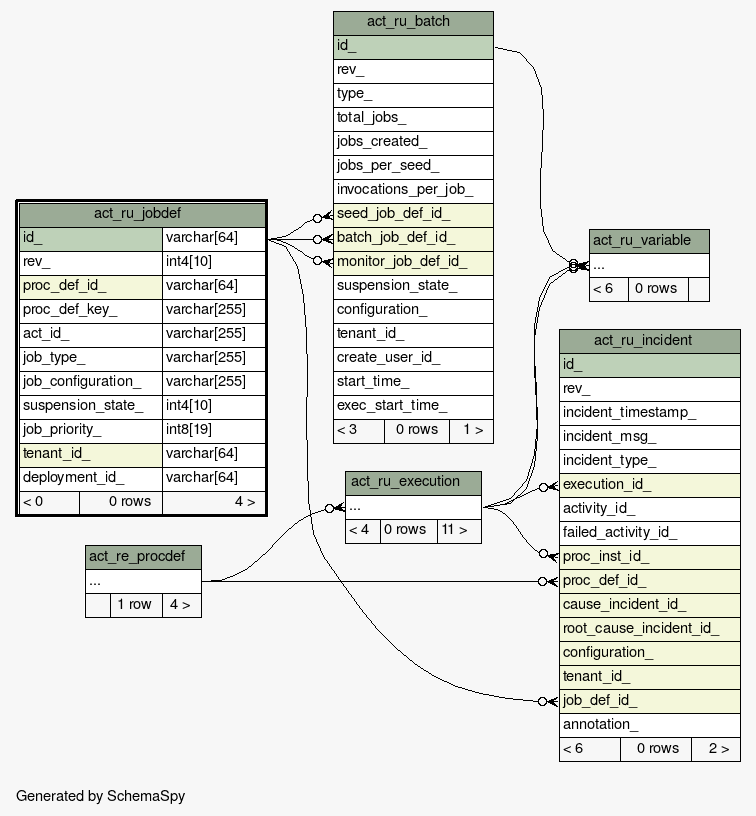 act_ru_batch
id_
rev_
type_
total_jobs_
jobs_created_
jobs_per_seed_
invocations_per_job_
seed_job_def_id_
batch_job_def_id_
monitor_job_def_id_
suspension_state_
configuration_
tenant_id_
create_user_id_
start_time_
exec_start_time_
< 3 0 rows 1 >
act_ru_jobdef
id_ varchar[64]
rev_ int4[10]
proc_def_id_ varchar[64]
proc_def_key_ varchar[255]
act_id_ varchar[255]
job_type_ varchar[255]
job_configuration_ varchar[255]
suspension_state_ int4[10]
job_priority_ int8[19]
tenant_id_ varchar[64]
deployment_id_ varchar[64]
< 0 0 rows 4 >
act_ru_variable
...
< 6 0 rows
act_ru_incident
id_
rev_
incident_timestamp_
incident_msg_
incident_type_
execution_id_
activity_id_
failed_activity_id_
proc_inst_id_
proc_def_id_
cause_incident_id_
root_cause_incident_id_
configuration_
tenant_id_
job_def_id_
annotation_
< 6 0 rows 2 >
act_ru_execution
...
< 4 0 rows 11 >
act_re_procdef
...
1 row 4 >
Generated by SchemaSpy